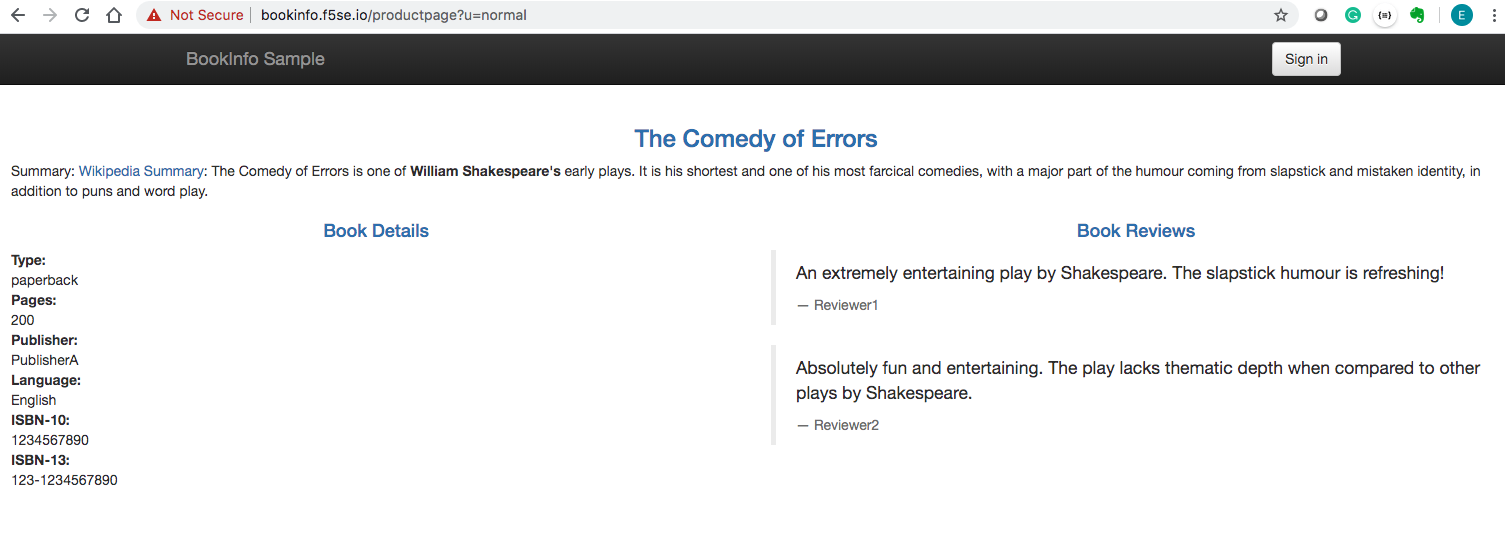 Not Secure
bookinfo.f5se.io/productpage?u=normal
E
BookInfo Sample
Sign in
The Comedy of Errors
Summary: Wikipedia Summary: The Comedy of Errors is one of William Shakespeare's early plays. It is his shortest and one of his most farcical comedies, with a major part of the humour coming from slapstick and mistaken identity, in
addition to puns and word play.
Book Details
Type:
paperback
Pages:
200
Publisher:
PublisherA
Language:
English
ISBN-10:
1234567890
ISBN-13:
123-1234567890
Book Reviews
An extremely entertaining play by Shakespeare. The slapstick humour is refreshing!
— Reviewer1
Absolutely fun and entertaining. The play lacks thematic depth when compared to other
plays by Shakespeare.
— Reviewer2